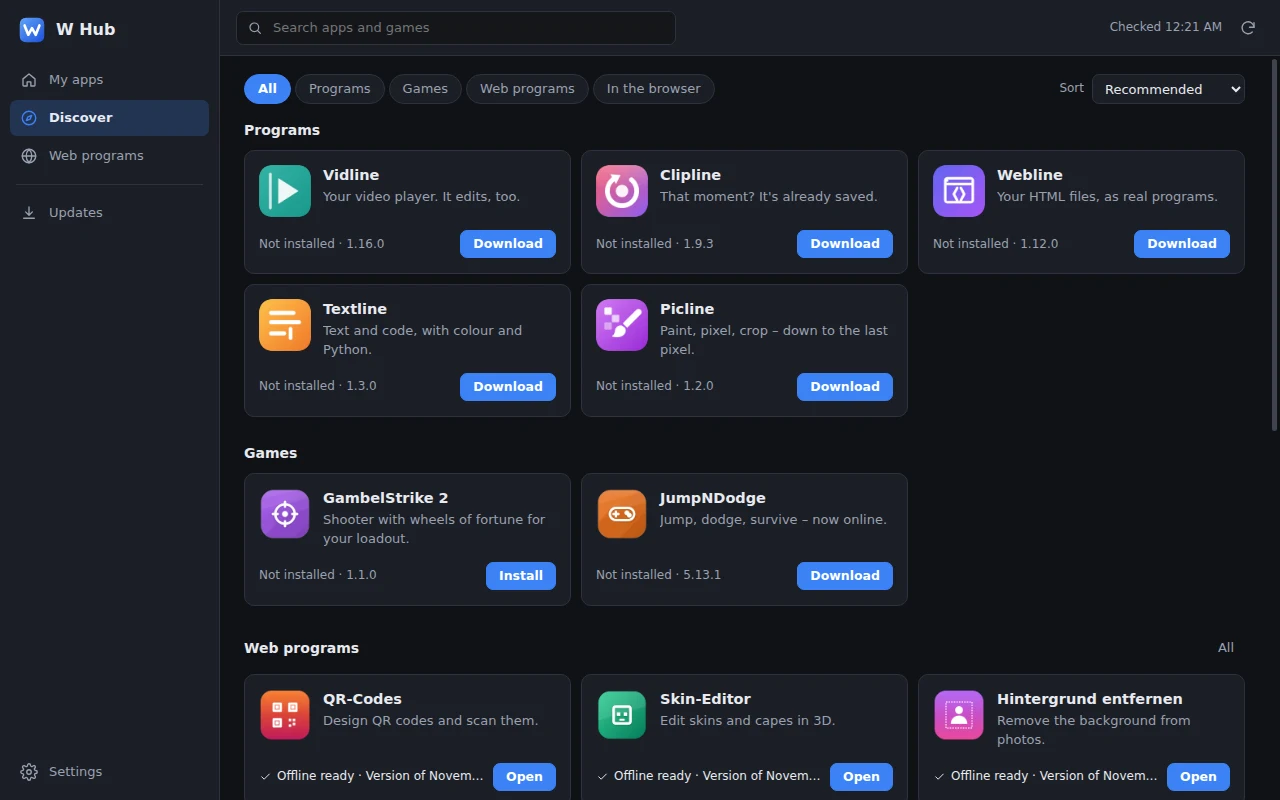 W Hub
Search apps and games
Checked 12:21 AM
My apps
Discover
Web programs
Updates
Settings
All
Programs
Games
Web programs
In the browser
Sort
Recommended
Programs
Vidline
Your video player. It edits, too.
Not installed · 1.16.0
Download
Clipline
That moment? It's already saved.
Not installed · 1.9.3
Download
Webline
Your HTML files, as real programs.
Not installed · 1.12.0
Download
Textline
Text and code, with colour and
Python.
Not installed · 1.3.0
Download
Picline
Paint, pixel, crop – down to the last
pixel.
Not installed · 1.2.0
Download
Games
GambelStrike 2
Shooter with wheels of fortune for
your loadout.
Not installed · 1.1.0
Install
JumpNDodge
Jump, dodge, survive – now online.
Not installed · 5.13.1
Download
Web programs
All
QR-Codes
Design QR codes and scan them.
Offline ready · Version of Novem…
Open
Skin-Editor
Edit skins and capes in 3D.
Offline ready · Version of Novem…
Open
Hintergrund entfernen
Remove the background from
photos.
Offline ready · Version of Novem…
Open